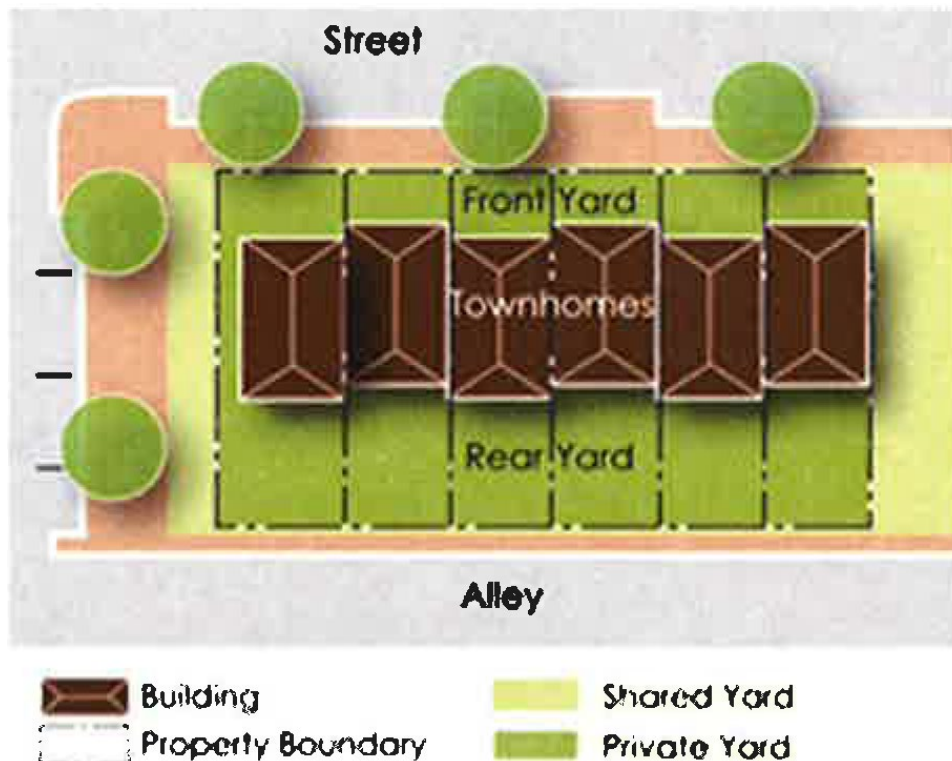 Street
Front Yard
Townhomes
Rear Yard
Alley
Building
Shared Yard
Property Boundary
Private Yard